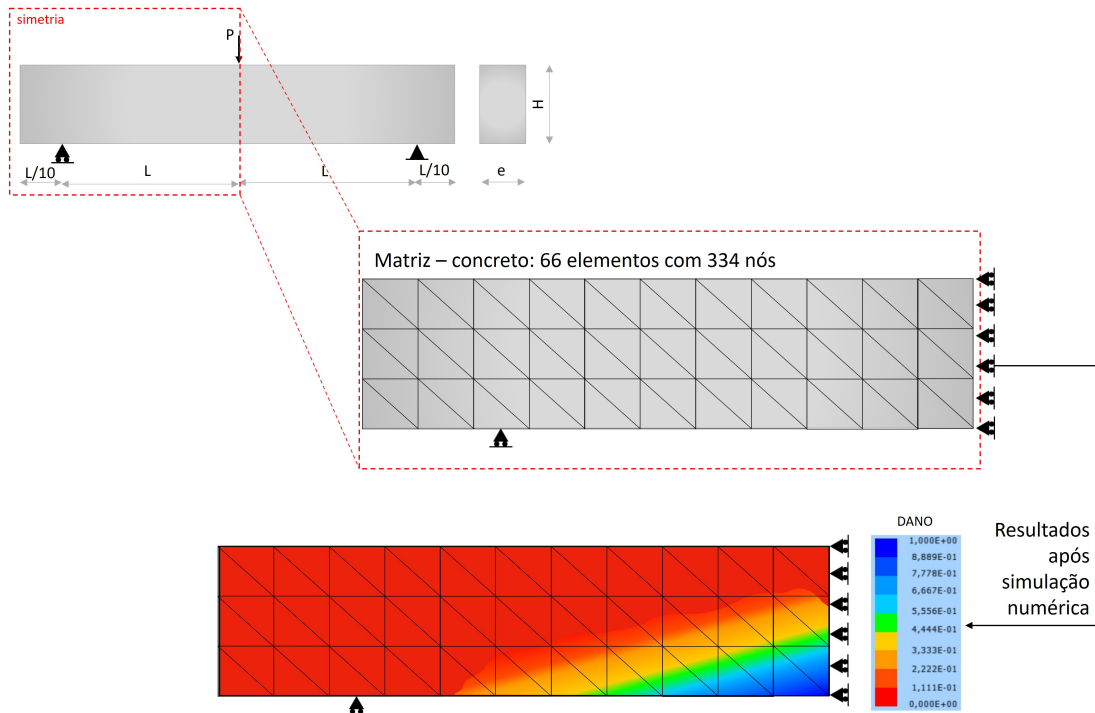 simetria
P
H
L/10
L
L
L/10
e
Matriz – concreto: 66 elementos com 334 nós
DANO
1,000E+00
8,889E-01
7,778E-01
6,667E-01
5,556E-01
4,444E-01
3,333E-01
2,222E-01
1,111E-01
0,000E+00
Resultados
após
simulação
numérica